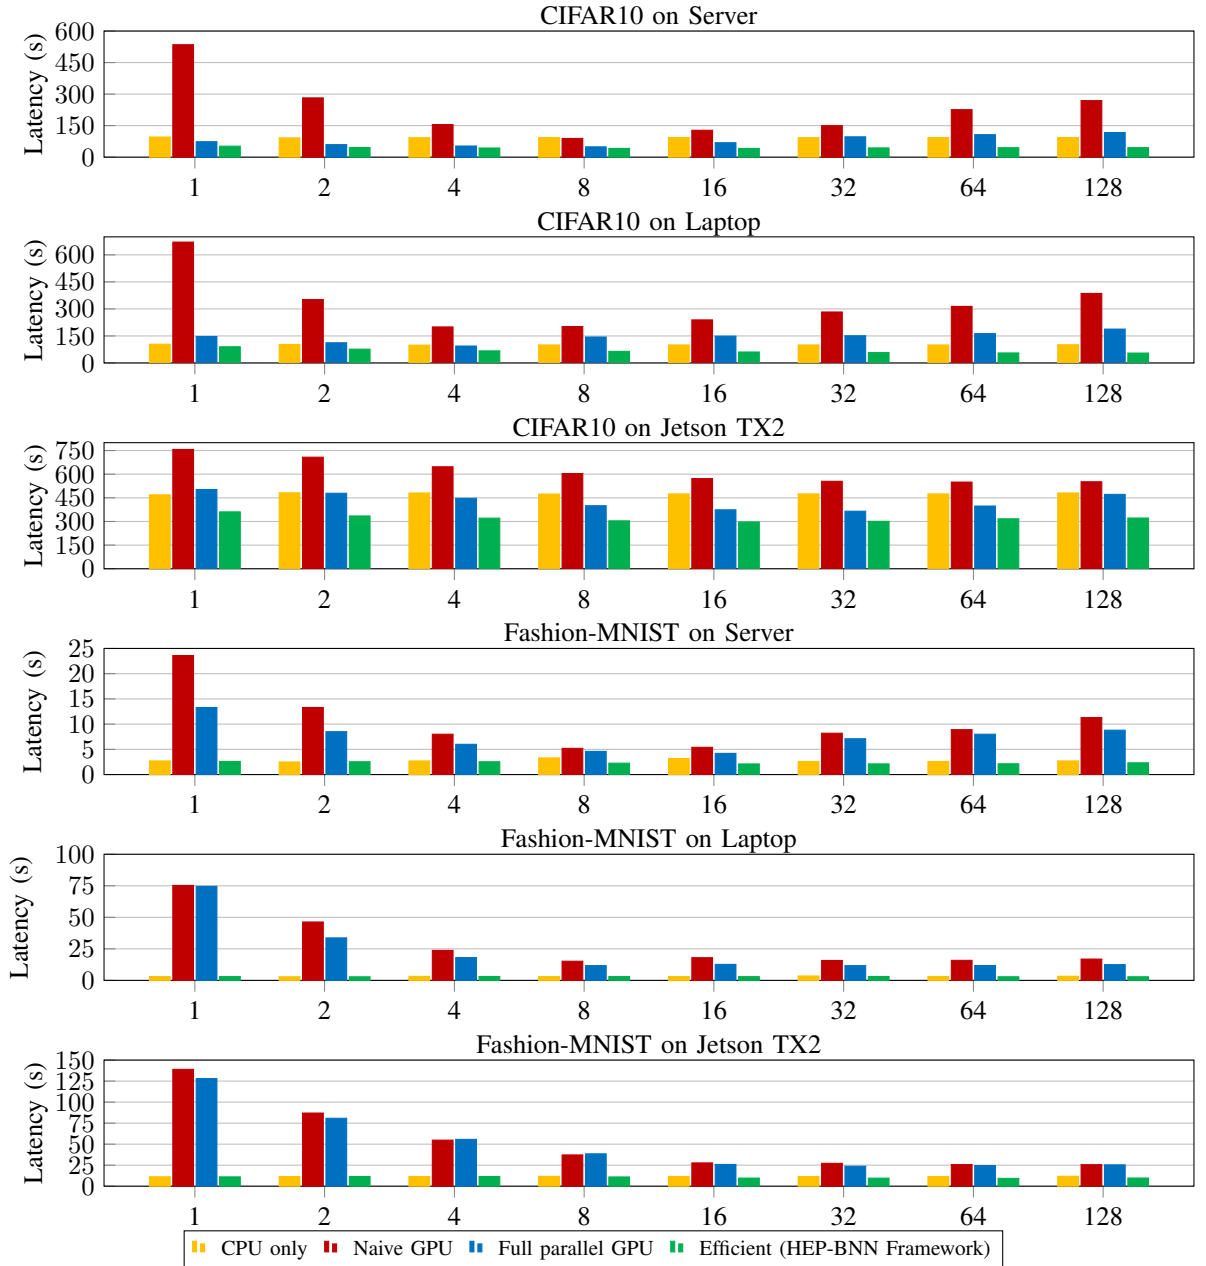 CIFAR10 on Server
Latency (s)
600
450
300
150
0
1 2 4 8 16 32 64 128
CIFAR10 on Laptop
Latency (s)
600
450
300
150
0
1 2 4 8 16 32 64 128
CIFAR10 on Jetson TX2
Latency (s)
750
600
450
300
150
0
1 2 4 8 16 32 64 128
Fashion-MNIST on Server
Latency (s)
25
20
15
10
5
0
1 2 4 8 16 32 64 128
Fashion-MNIST on Laptop
Latency (s)
100
75
50
25
0
1 2 4 8 16 32 64 128
Fashion-MNIST on Jetson TX2
Latency (s)
150
125
100
75
50
25
0
1 2 4 8 16 32 64 128
CPU only Naive GPU Full parallel GPU Efficient (HEP-BNN Framework)